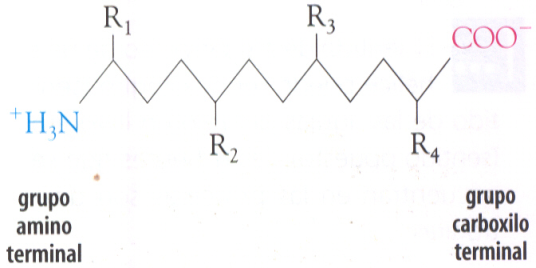 R₁
R₃
COO⁻
⁺H₃N
R₂
R₄
grupo
amino
terminal
grupo
carboxilo
terminal